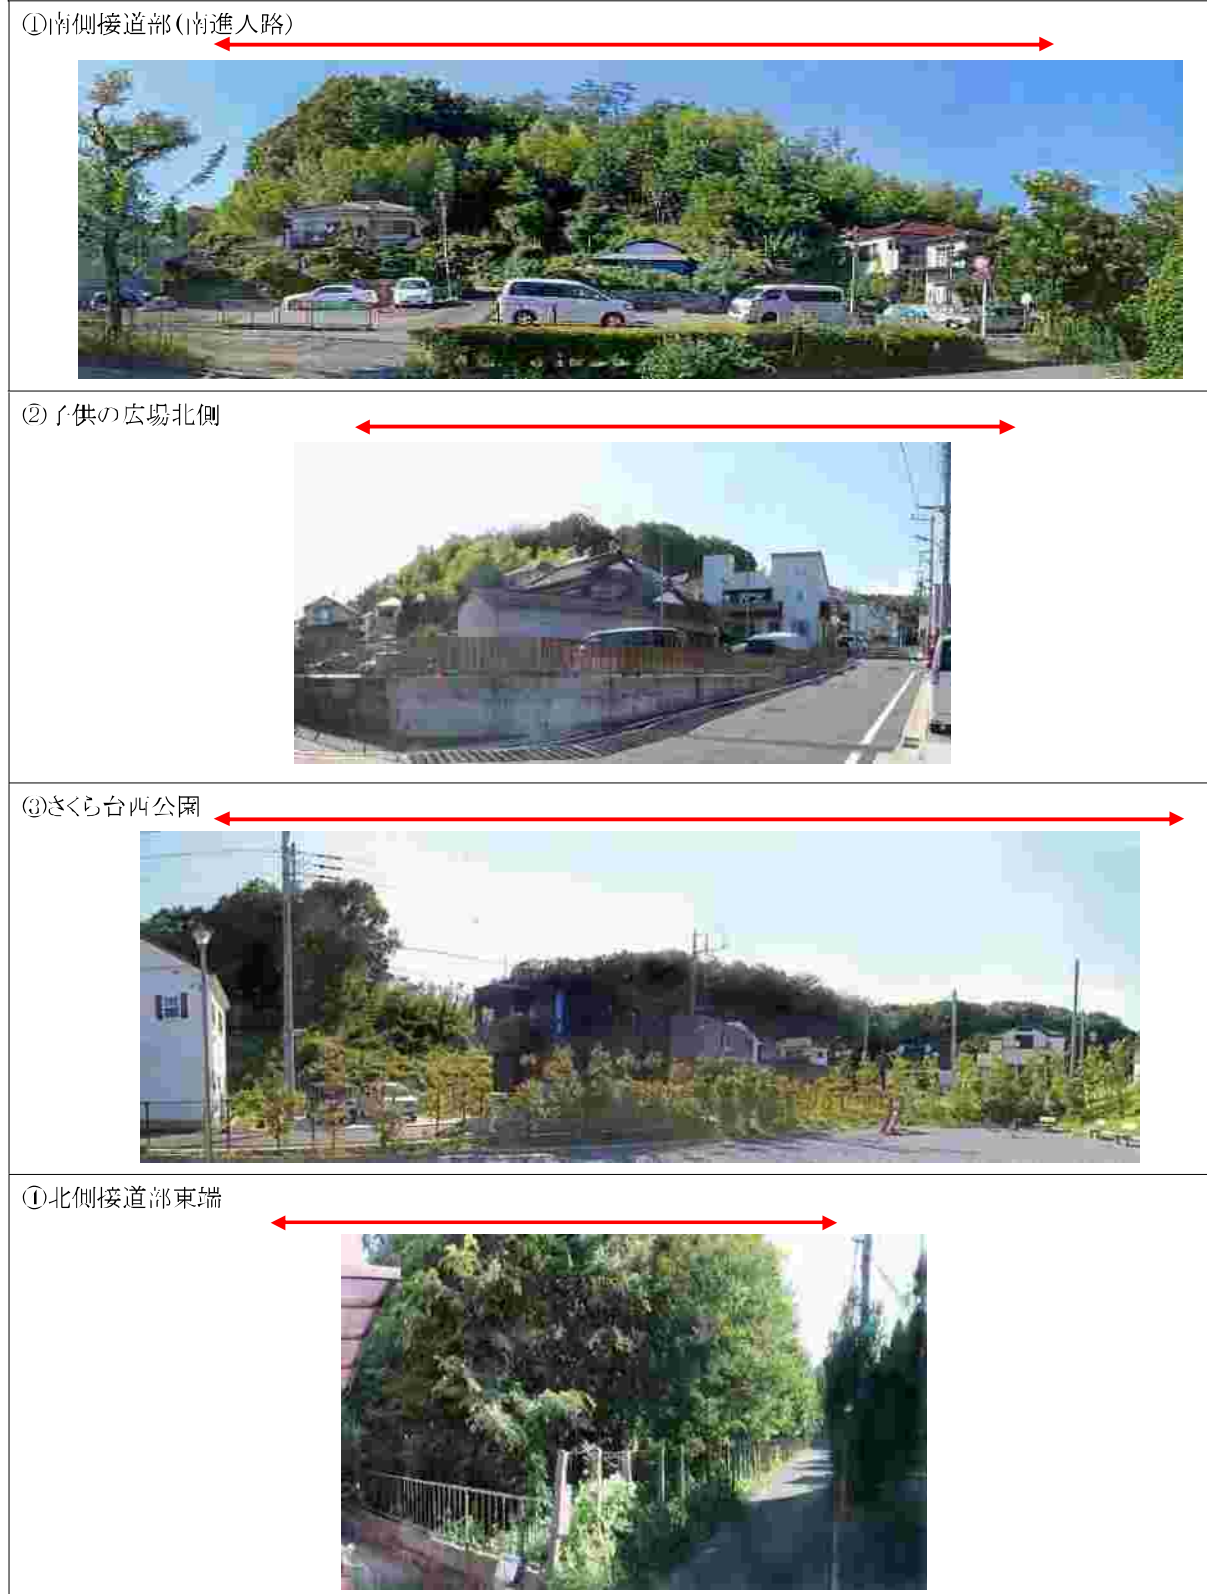 ①南側接道部(南進入路)
②子供の広場北側
③さくら台西公園
④北側接道部東端